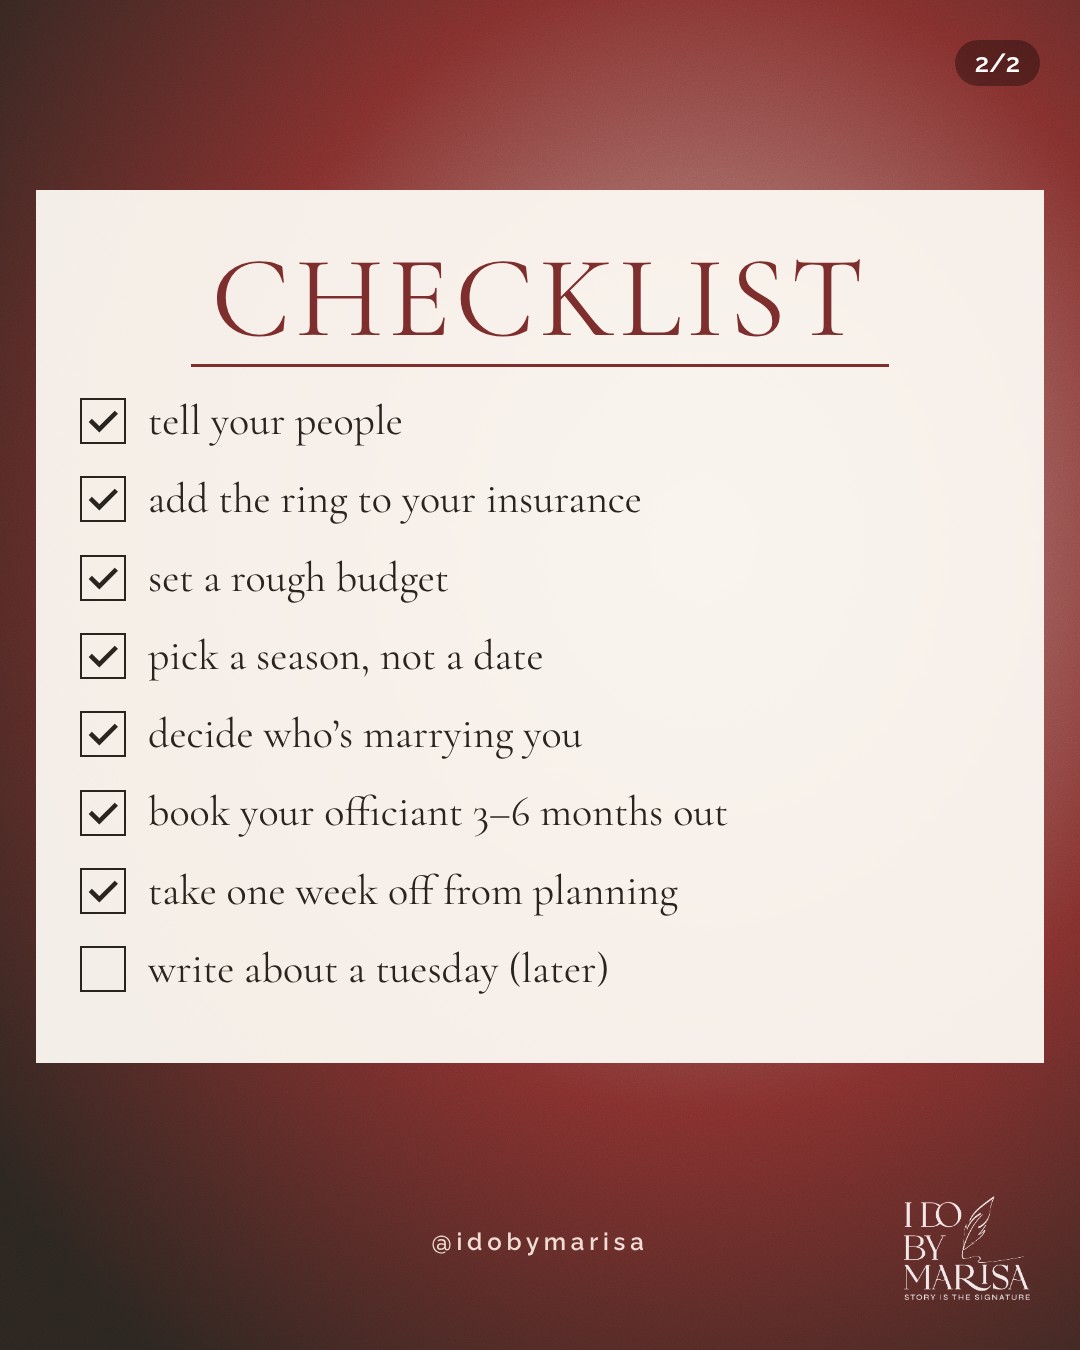 2/2
CHECKLIST
tell your people
add the ring to your insurance
set a rough budget
pick a season, not a date
decide who’s marrying you
book your officiant 3–6 months out
take one week off from planning
write about a tuesday (later)
@idobymarisa
I DO
BY
MARISA
STORY IS THE SIGNATURE